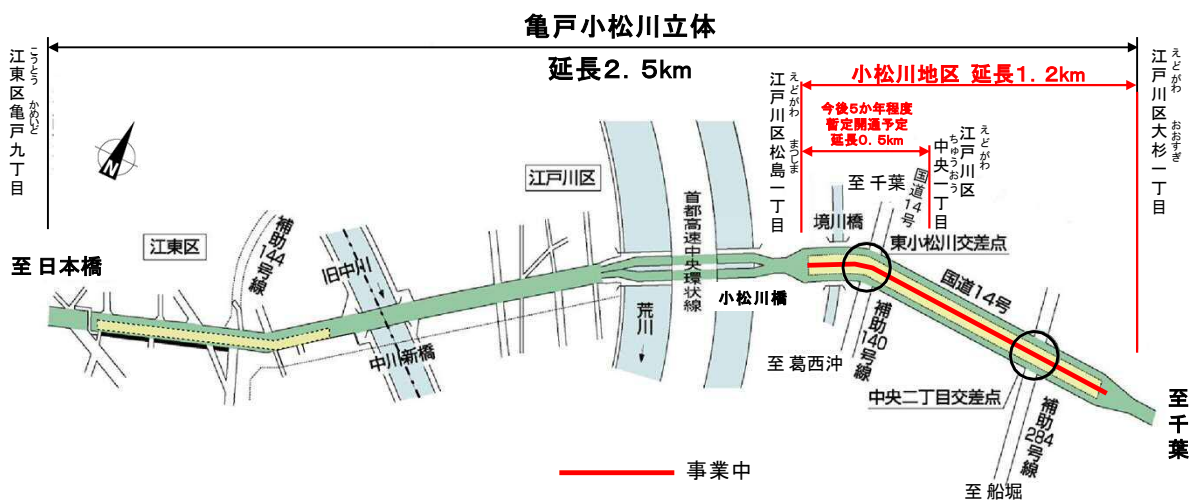 亀戸小松川立体
延長2.5km
江東区亀戸九丁目
こうとう かめいど
江戸川区大杉一丁目
えどがわ おおすぎ
小松川地区 延長1.2km
江戸川区松島一丁目
えどがわ まつしま
今後5か年程度
暫定開通予定
延長0.5km
江戸川区
中央一丁目
えどがわ
ちゅうおう
N
江戸川区
江東区
至 日本橋
補助144号線
旧中川
中川新橋
荒川
首都高速中央環状線
小松川橋
境川橋
至 千葉
国道14号
東小松川交差点
国道14号
至 葛西沖
補助140号線
中央二丁目交差点
補助284号線
至 船堀
至千葉
事業中